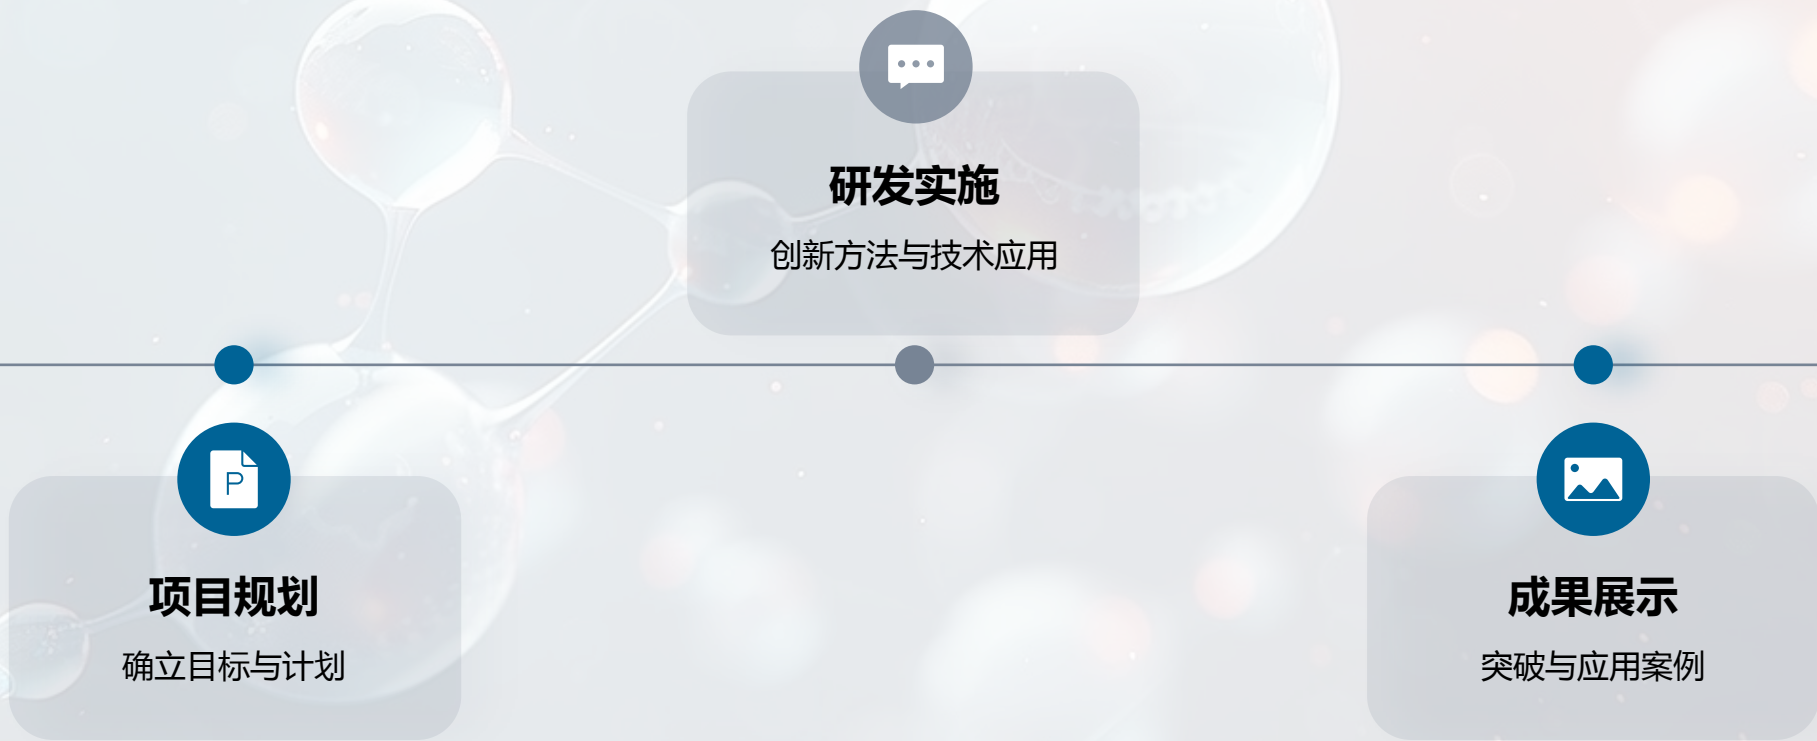 研发实施
创新方法与技术应用
P
项目规划
确立目标与计划
成果展示
突破与应用案例